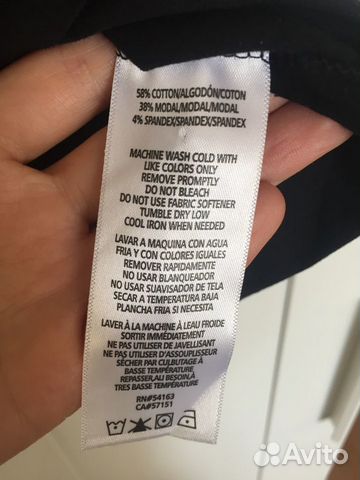 58% COTTON/ALGODÓN/COTON
38% MODAL/MODAL/MODAL
4% SPANDEX/SPANDEX/SPANDEX
MACHINE WASH COLD WITH
LIKE COLORS ONLY
REMOVE PROMPTLY
DO NOT BLEACH
DO NOT USE FABRIC SOFTENER
TUMBLE DRY LOW
COOL IRON WHEN NEEDED
LAVAR A MAQUINA CON AGUA
FRIA Y CON COLORES IGUALES
REMOVER RAPIDAMENTE
NO USAR BLANQUEADOR
NO USAR SUAVISADOR DE TELA
SECAR A TEMPERATURA BAJA
PLANCHA FRIA SI NECESITA
LAVER À LA MACHINE À LEAU FROIDE
SORTIR IMMÉDIATEMENT
NE PAS UTILISER DE JAVELLISANT
NE PAS UTILISER D'ASSOUPLISSEUR
SÉCHER PAR CULBUTAGE À
BASSE TEMPÉRATURE
REPASSER, AU BESOIN, À
TRES BASSE TEMPÉRATURE
RN#54163
CA#57151
Avito